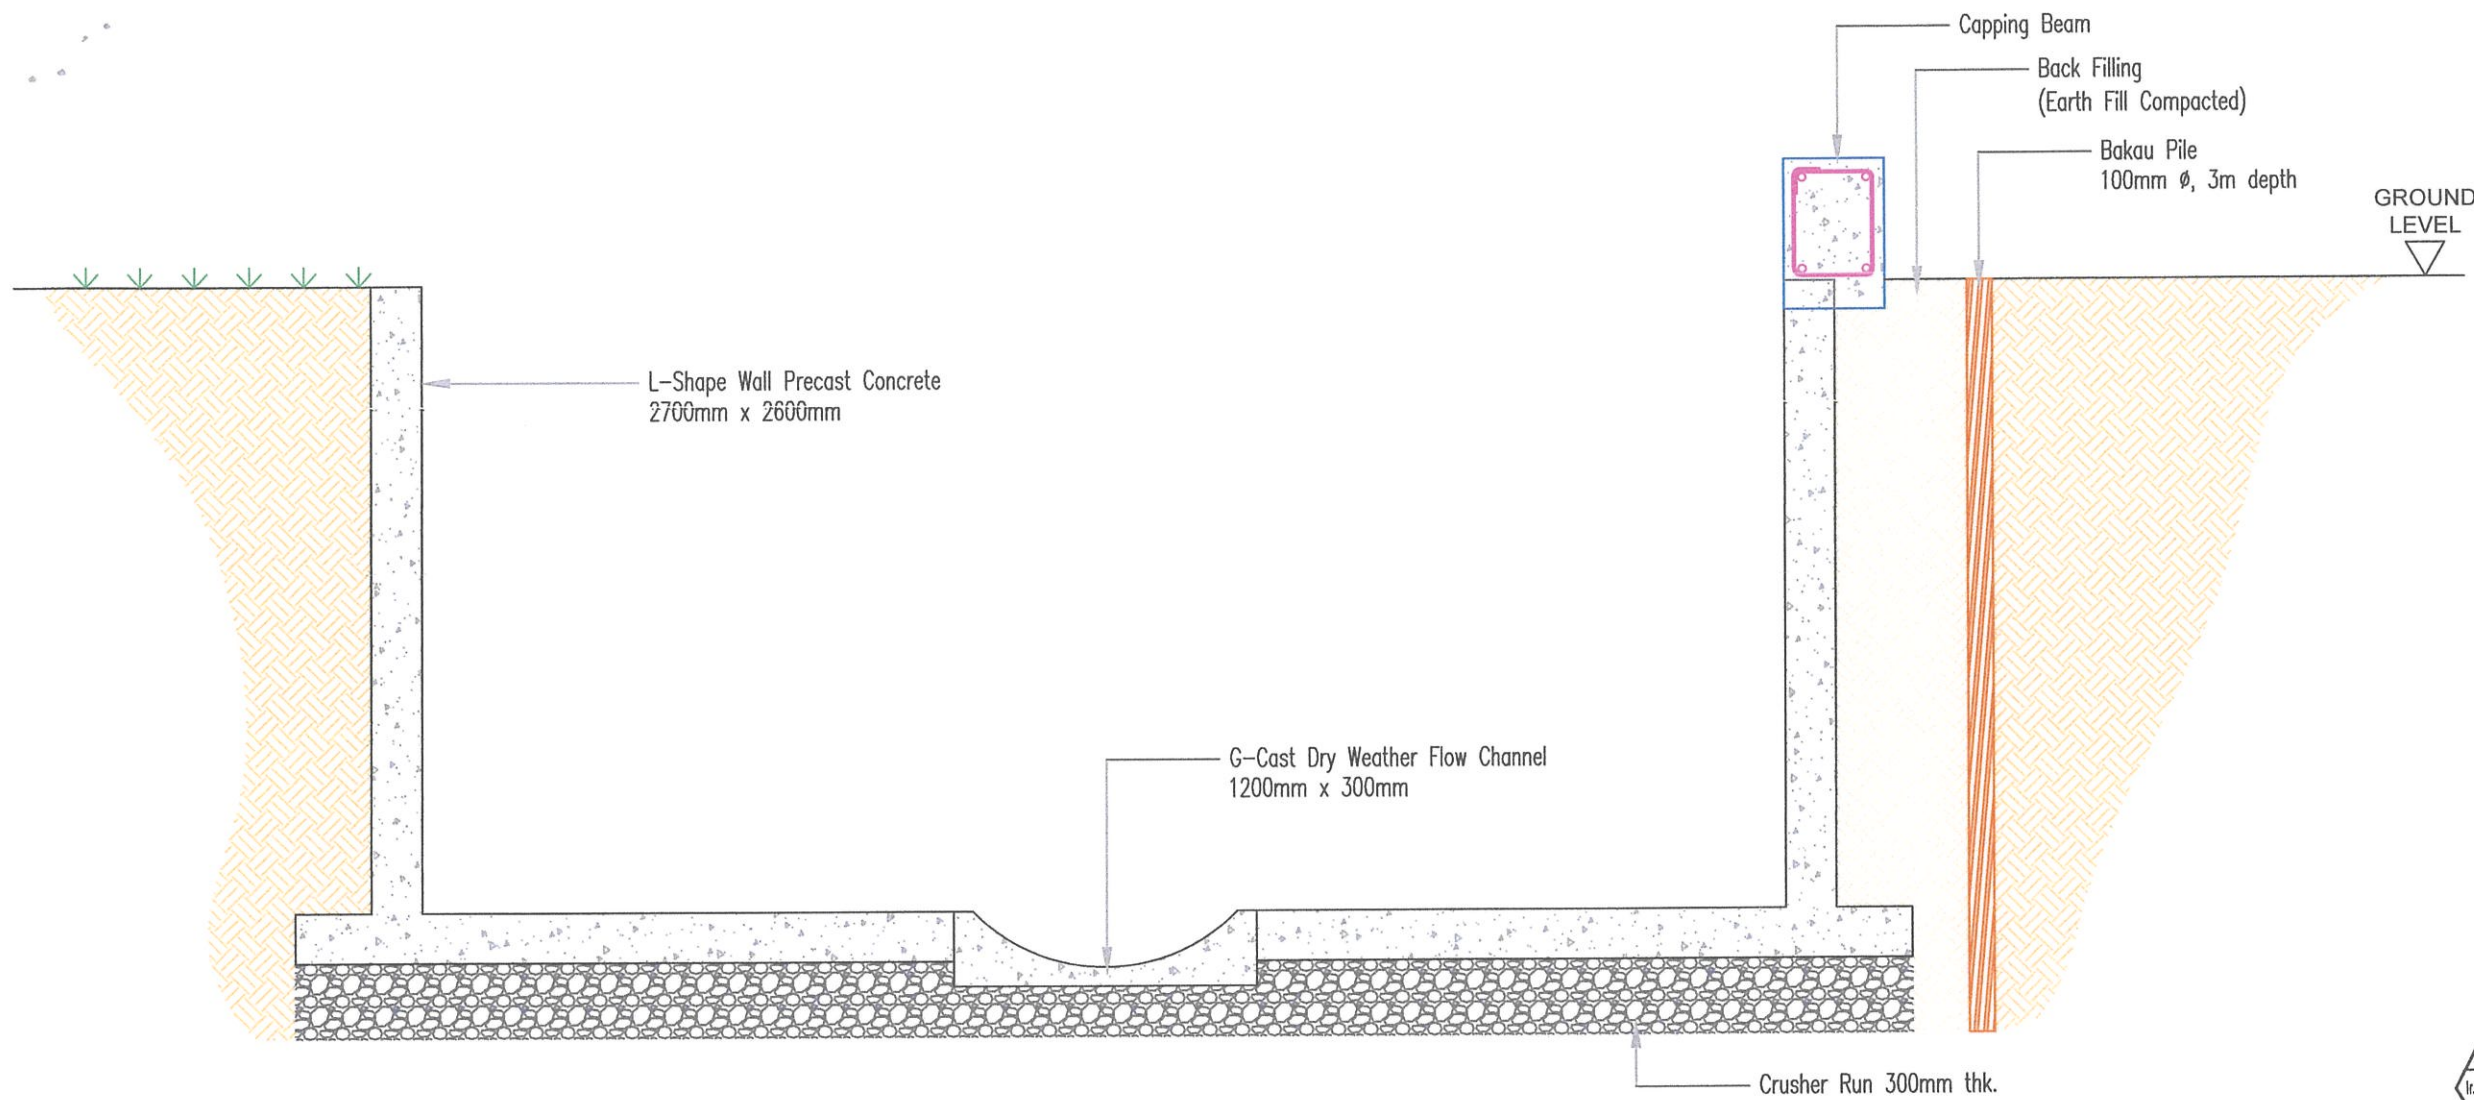 Capping Beam
Back Filling
(Earth Fill Compacted)
Bakau Pile
100mm ø, 3m depth
GROUND
LEVEL
L-Shape Wall Precast Concrete
2700mm x 2600mm
G-Cast Dry Weather Flow Channel
1200mm x 300mm
Crusher Run 300mm thk.